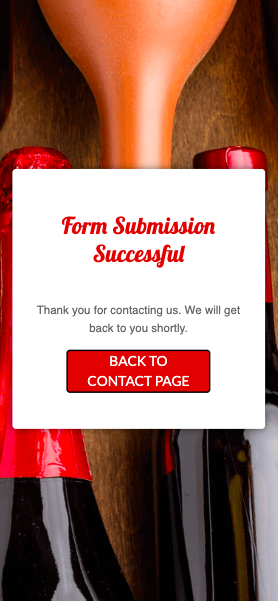 Form Submission
Successful
Thank you for contacting us. We will get
back to you shortly.
BACK TO
CONTACT PAGE